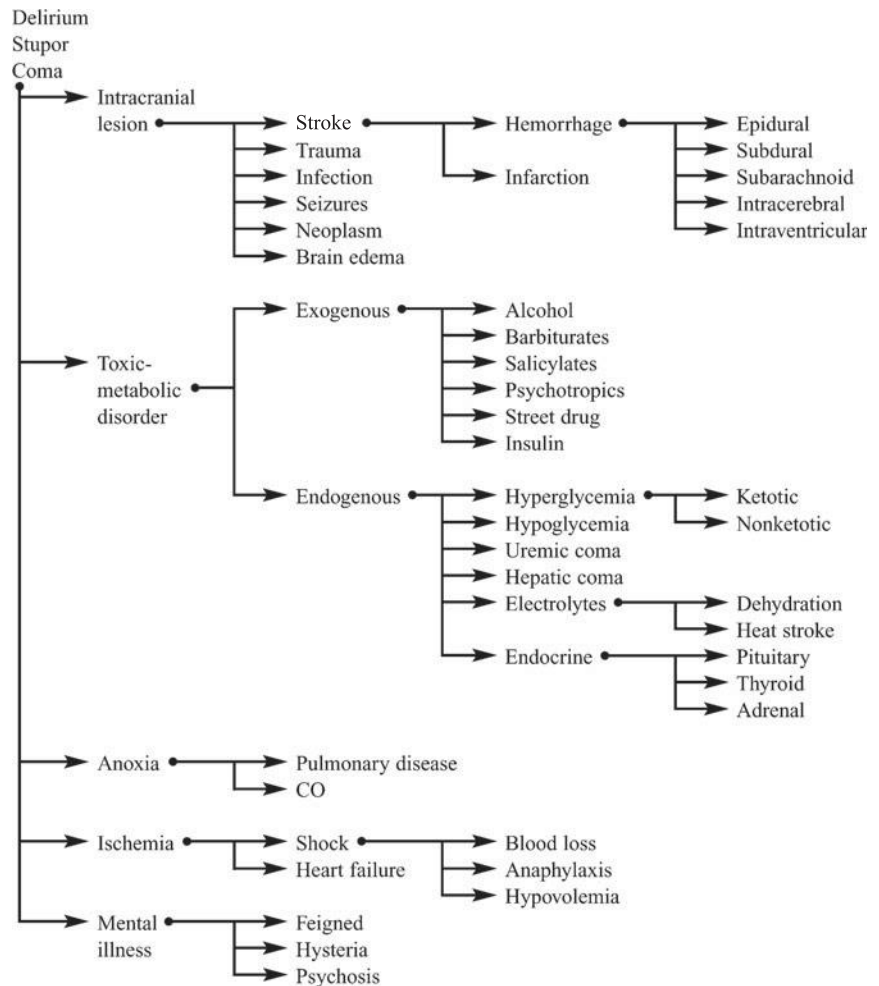 Delirium
Stupor
Coma
Intracranial
lesion
Stroke
Hemorrhage
Epidural
Trauma
Subdural
Infection
Infarction
Subarachnoid
Seizures
Intracerebral
Neoplasm
Intraventricular
Brain edema
Exogenous
Alcohol
Barbiturates
Toxic-
metabolic
disorder
Salicylates
Psychotropics
Street drug
Insulin
Endogenous
Hyperglycemia
Ketotic
Hypoglycemia
Nonketotic
Uremic coma
Hepatic coma
Electrolytes
Dehydration
Heat stroke
Endocrine
Pituitary
Thyroid
Adrenal
Anoxia
Pulmonary disease
CO
Ischemia
Shock
Blood loss
Heart failure
Anaphylaxis
Hypovolemia
Mental
illness
Feigned
Hysteria
Psychosis